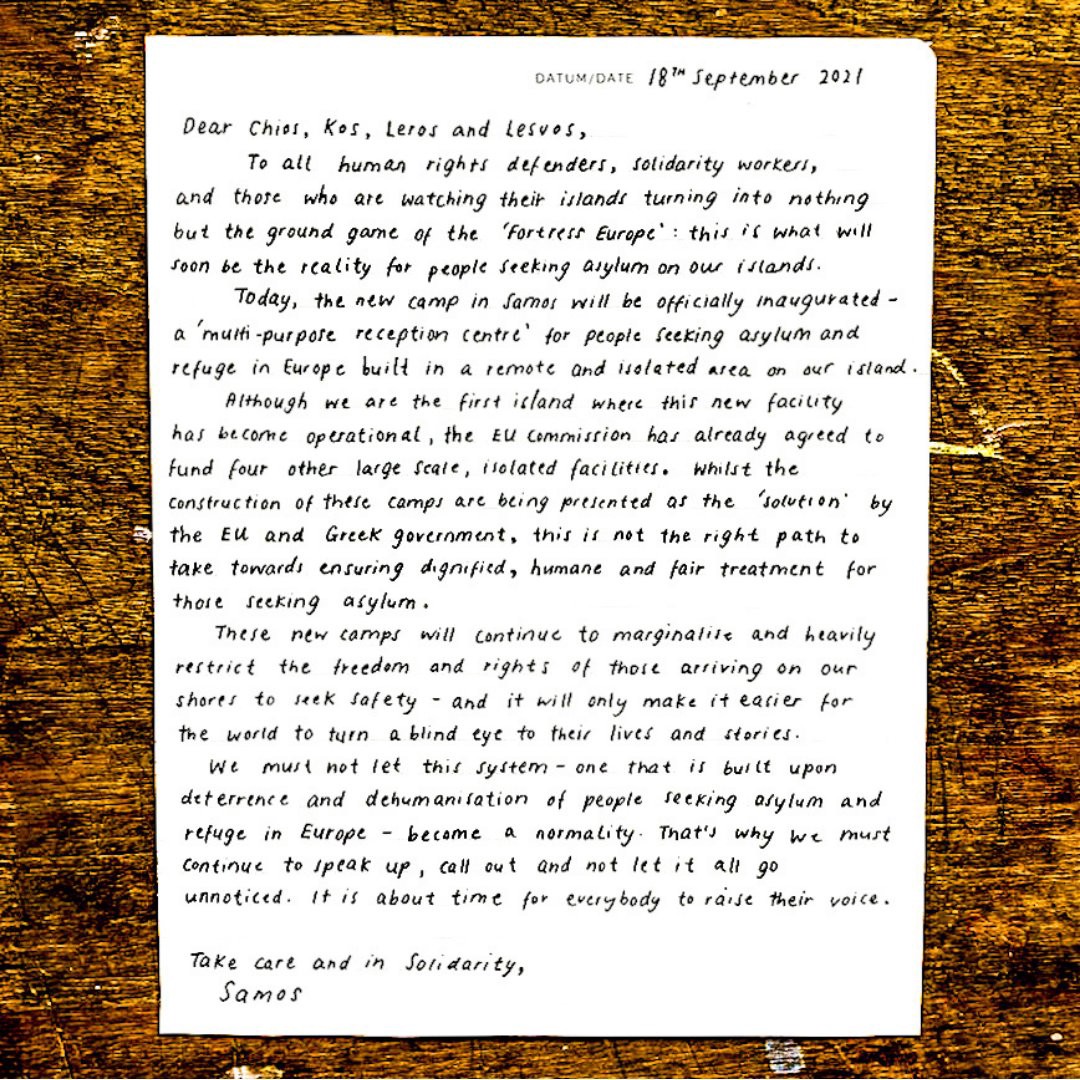 DATUM/DATE 18TH September 2021
Dear Chios, Kos, Leros and Lesvos,
To all human rights defenders, solidarity workers,
and those who are watching their islands turning into nothing
but the ground game of the 'Fortress Europe': this is what will
soon be the reality for people seeking asylum on our islands.
Today, the new camp in Samos will be officially inaugurated -
a 'multi-purpose reception centre' for people seeking asylum and
refuge in Europe built in a remote and isolated area on our island.
Although we are the first island where this new facility
has become operational, the EU Commission has already agreed to
fund four other large scale, isolated facilities. Whilst the
construction of these camps are being presented as the 'solution' by
the EU and Greek government, this is not the right path to
take towards ensuring dignified, humane and fair treatment for
those seeking asylum.
These new camps will continue to marginalise and heavily
restrict the freedom and rights of those arriving on our
shores to seek safety - and it will only make it easier for
the world to turn a blind eye to their lives and stories.
We must not let this system - one that is built upon
deterrence and dehumanisation of people seeking asylum and
refuge in Europe - become a normality. That's why we must
continue to speak up, call out and not let it all go
unnoticed. It is about time for everybody to raise their voice.
Take care and in Solidarity,
Samos